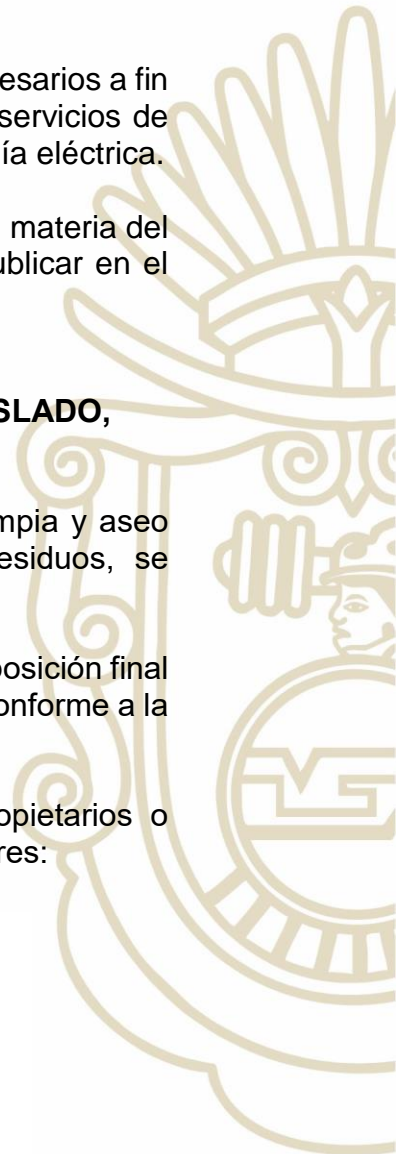 esarios a fin
servicios de
ía eléctrica.
materia del
ublicar en el
SLADO,
mpia y aseo
esiduos, se
posición final
onforme a la
opietarios o
res: